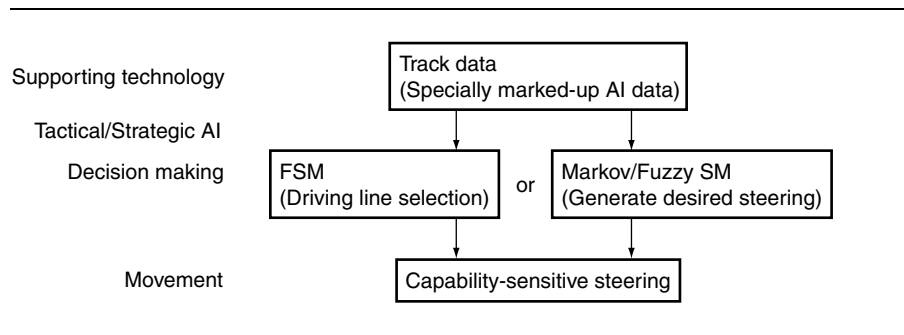 Supporting technology
Track data
(Specially marked-up AI data)
Tactical/Strategic AI
Decision making
FSM
(Driving line selection)
or
Markov/Fuzzy SM
(Generate desired steering)
Movement
Capability-sensitive steering